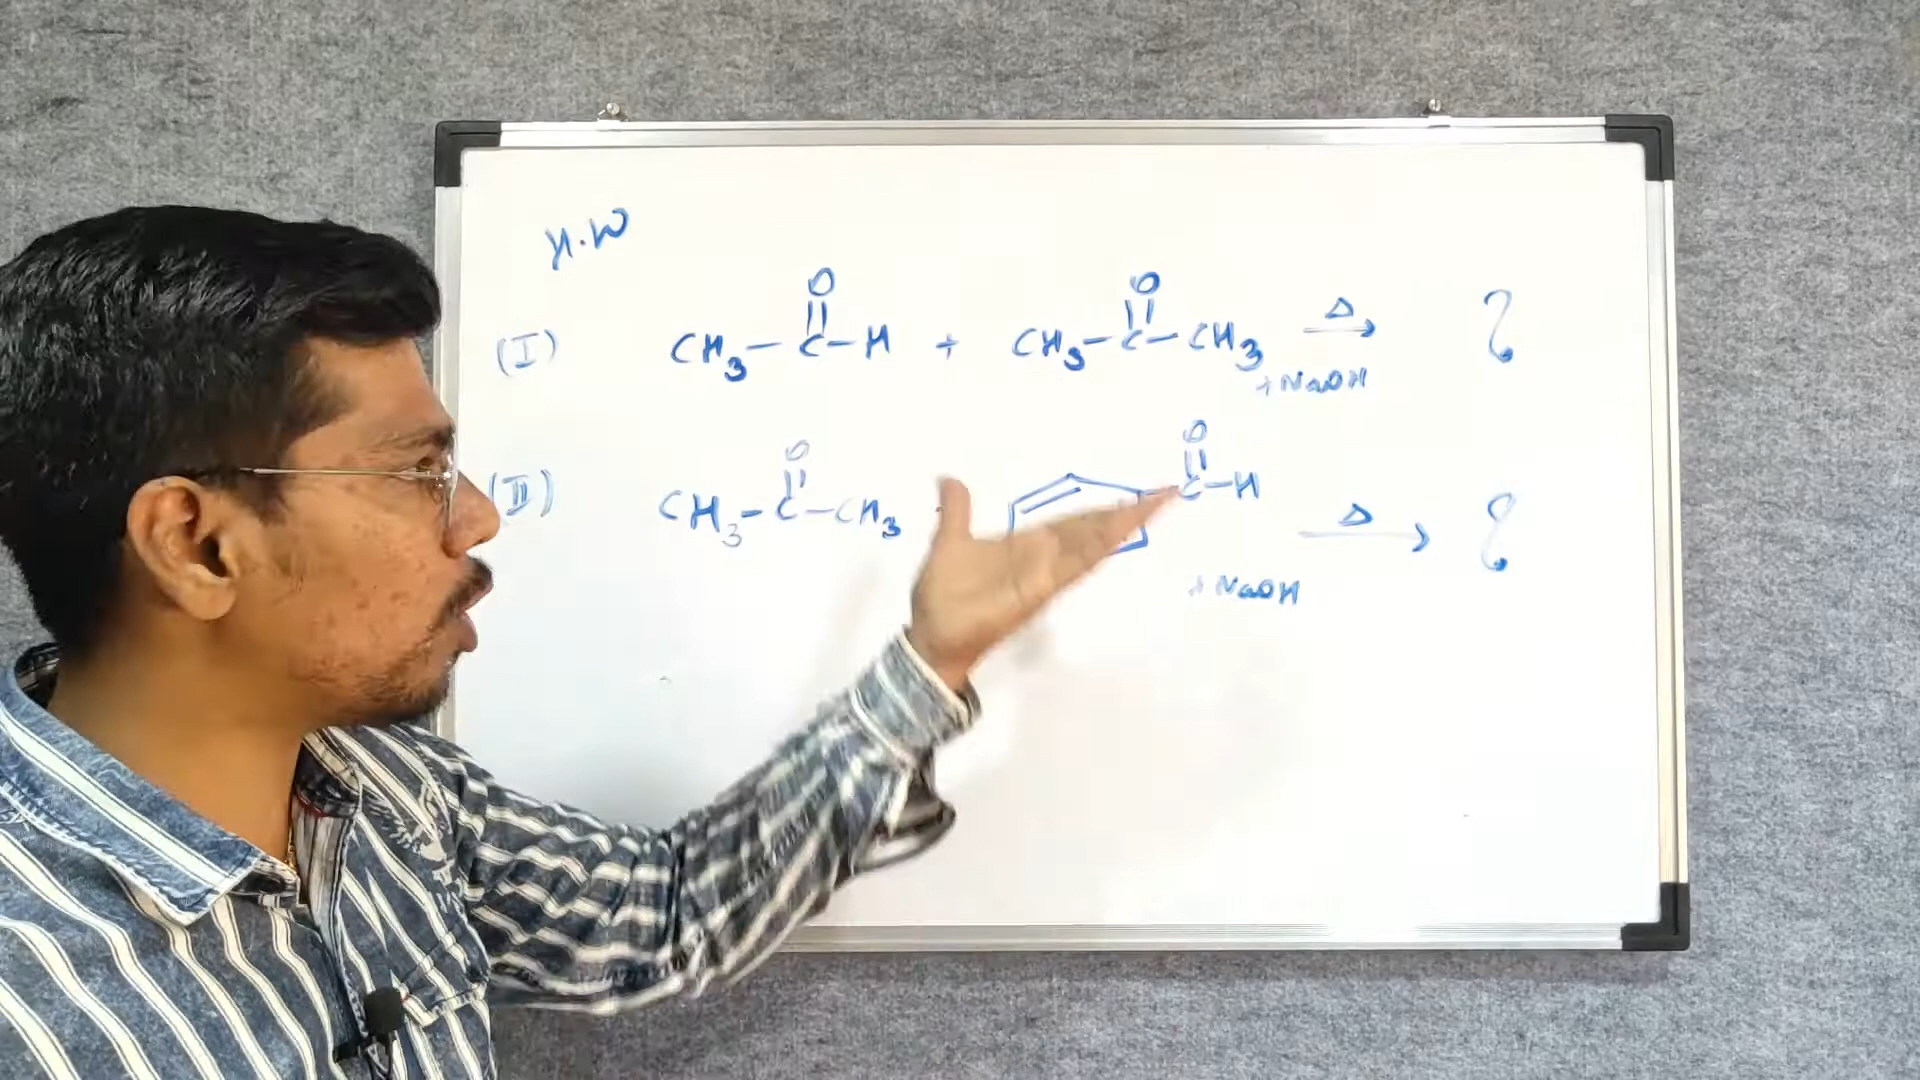 H.W
O O
(I) CH3-C-H + CH3-C-CH3 Δ → ?
+NaOH
O O
(II) CH3-C-CH3 C-H Δ → ?
+NaOH